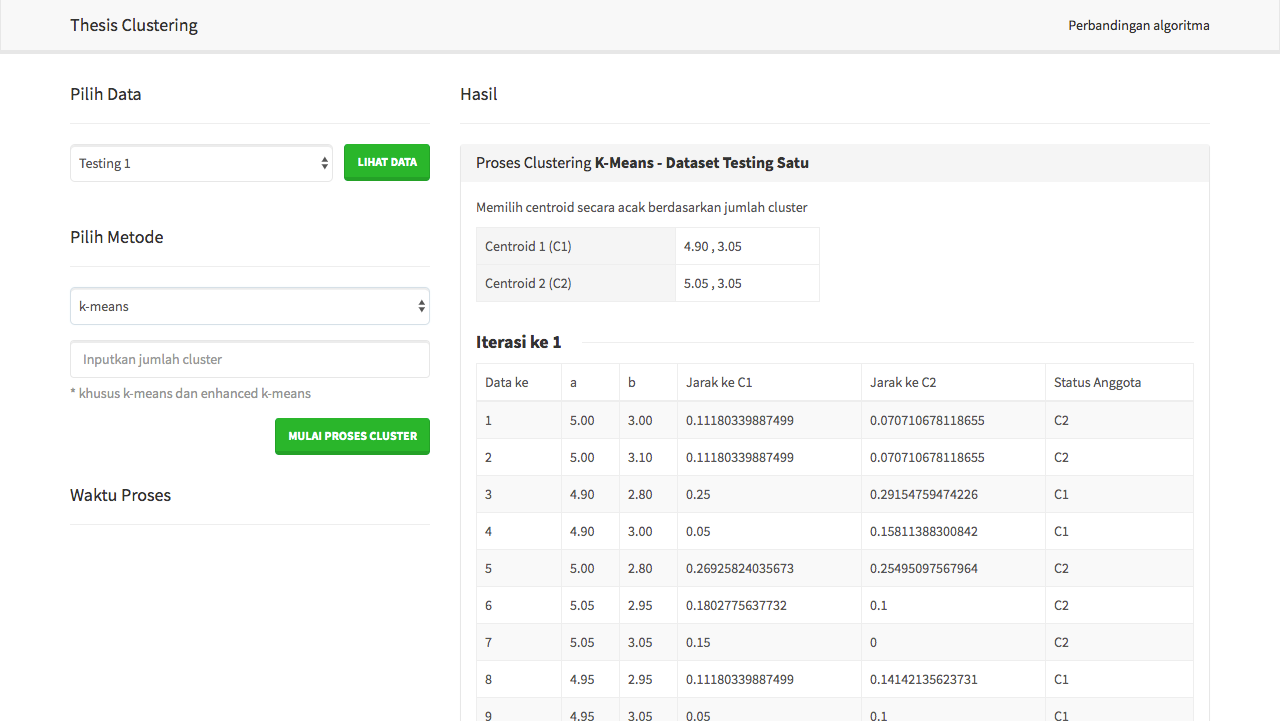 Thesis Clustering
Perbandingan algoritma
Pilih Data
Testing 1
LIHAT DATA
Pilih Metode
k-means
Inputkan jumlah cluster
* khusus k-means dan enhanced k-means
MULAI PROSES CLUSTER
Waktu Proses
Hasil
Proses Clustering K-Means - Dataset Testing Satu
Memilih centroid secara acak berdasarkan jumlah cluster
Centroid 1 (C1) 4.90 , 3.05
Centroid 2 (C2) 5.05 , 3.05
Iterasi ke 1
Data ke a b Jarak ke C1 Jarak ke C2 Status Anggota
1 5.00 3.00 0.11180339887499 0.070710678118655 C2
2 5.00 3.10 0.11180339887499 0.070710678118655 C2
3 4.90 2.80 0.25 0.29154759474226 C1
4 4.90 3.00 0.05 0.15811388300842 C1
5 5.00 2.80 0.26925824035673 0.25495097567964 C2
6 5.05 2.95 0.1802775637732 0.1 C2
7 5.05 3.05 0.15 0 C2
8 4.95 2.95 0.11180339887499 0.14142135623731 C1
9 4.95 3.05 0.05 0.1 C1